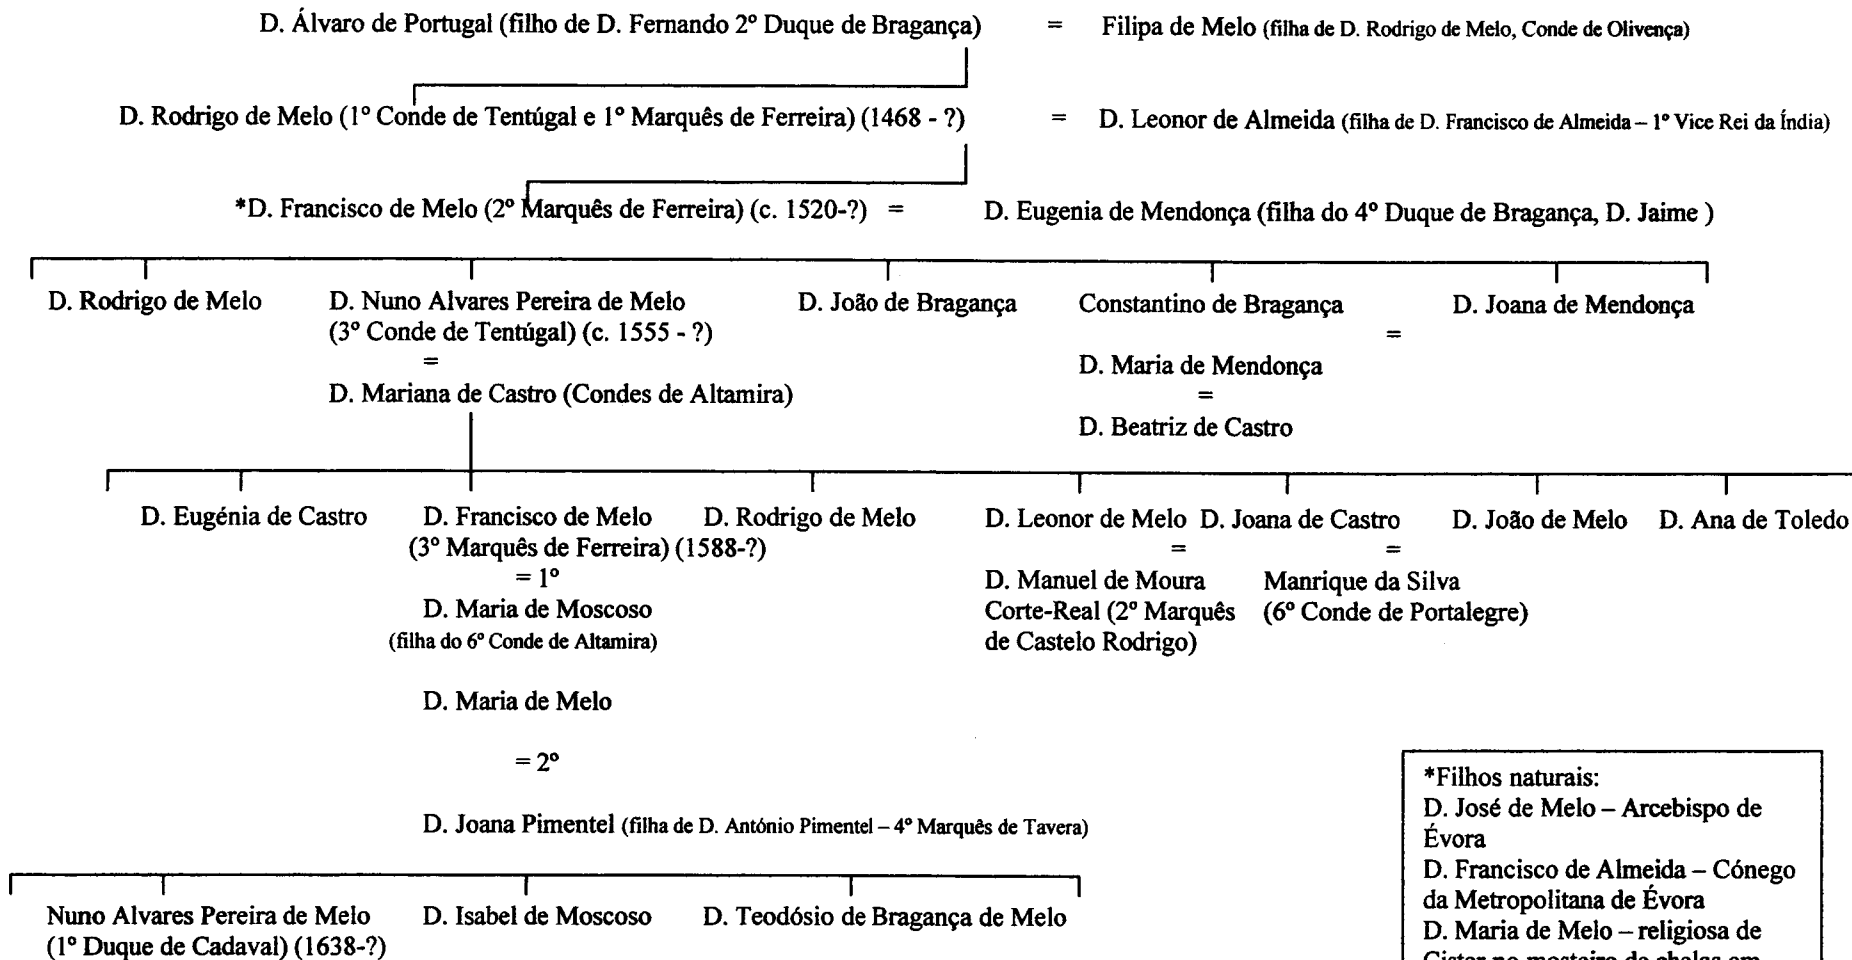 D. Álvaro de Portugal (filho de D. Fernando 2º Duque de Bragança) = Filipa de Melo (filha de D. Rodrigo de Melo, Conde de Olivença)
D. Rodrigo de Melo (1º Conde de Tentúgal e 1º Marquês de Ferreira) (1468 - ?) = D. Leonor de Almeida (filha de D. Francisco de Almeida – 1º Vice Rei da Índia)
*D. Francisco de Melo (2º Marquês de Ferreira) (c. 1520-?) = D. Eugenia de Mendonça (filha do 4º Duque de Bragança, D. Jaime )
D. Rodrigo de Melo D. Nuno Alvares Pereira de Melo D. João de Bragança Constantino de Bragança D. Joana de Mendonça
(3º Conde de Tentúgal) (c. 1555 - ?) =
= D. Maria de Mendonça
D. Mariana de Castro (Condes de Altamira) =
D. Beatriz de Castro
D. Eugénia de Castro D. Francisco de Melo D. Rodrigo de Melo D. Leonor de Melo D. Joana de Castro D. João de Melo D. Ana de Toledo
(3º Marquês de Ferreira) (1588-?) = =
= 1º D. Manuel de Moura Manrique da Silva
D. Maria de Moscoso Corte-Real (2º Marquês (6º Conde de Portalegre)
(filha do 6º Conde de Altamira) de Castelo Rodrigo)
D. Maria de Melo
= 2º
D. Joana Pimentel (filha de D. António Pimentel – 4º Marquês de Tavera)
Nuno Alvares Pereira de Melo D. Isabel de Moscoso D. Teodósio de Bragança de Melo
(1º Duque de Cadaval) (1638-?)
*Filhos naturais:
D. José de Melo – Arcebispo de
Évora
D. Francisco de Almeida – Cónego
da Metropolitana de Évora
D. Maria de Melo – religiosa de